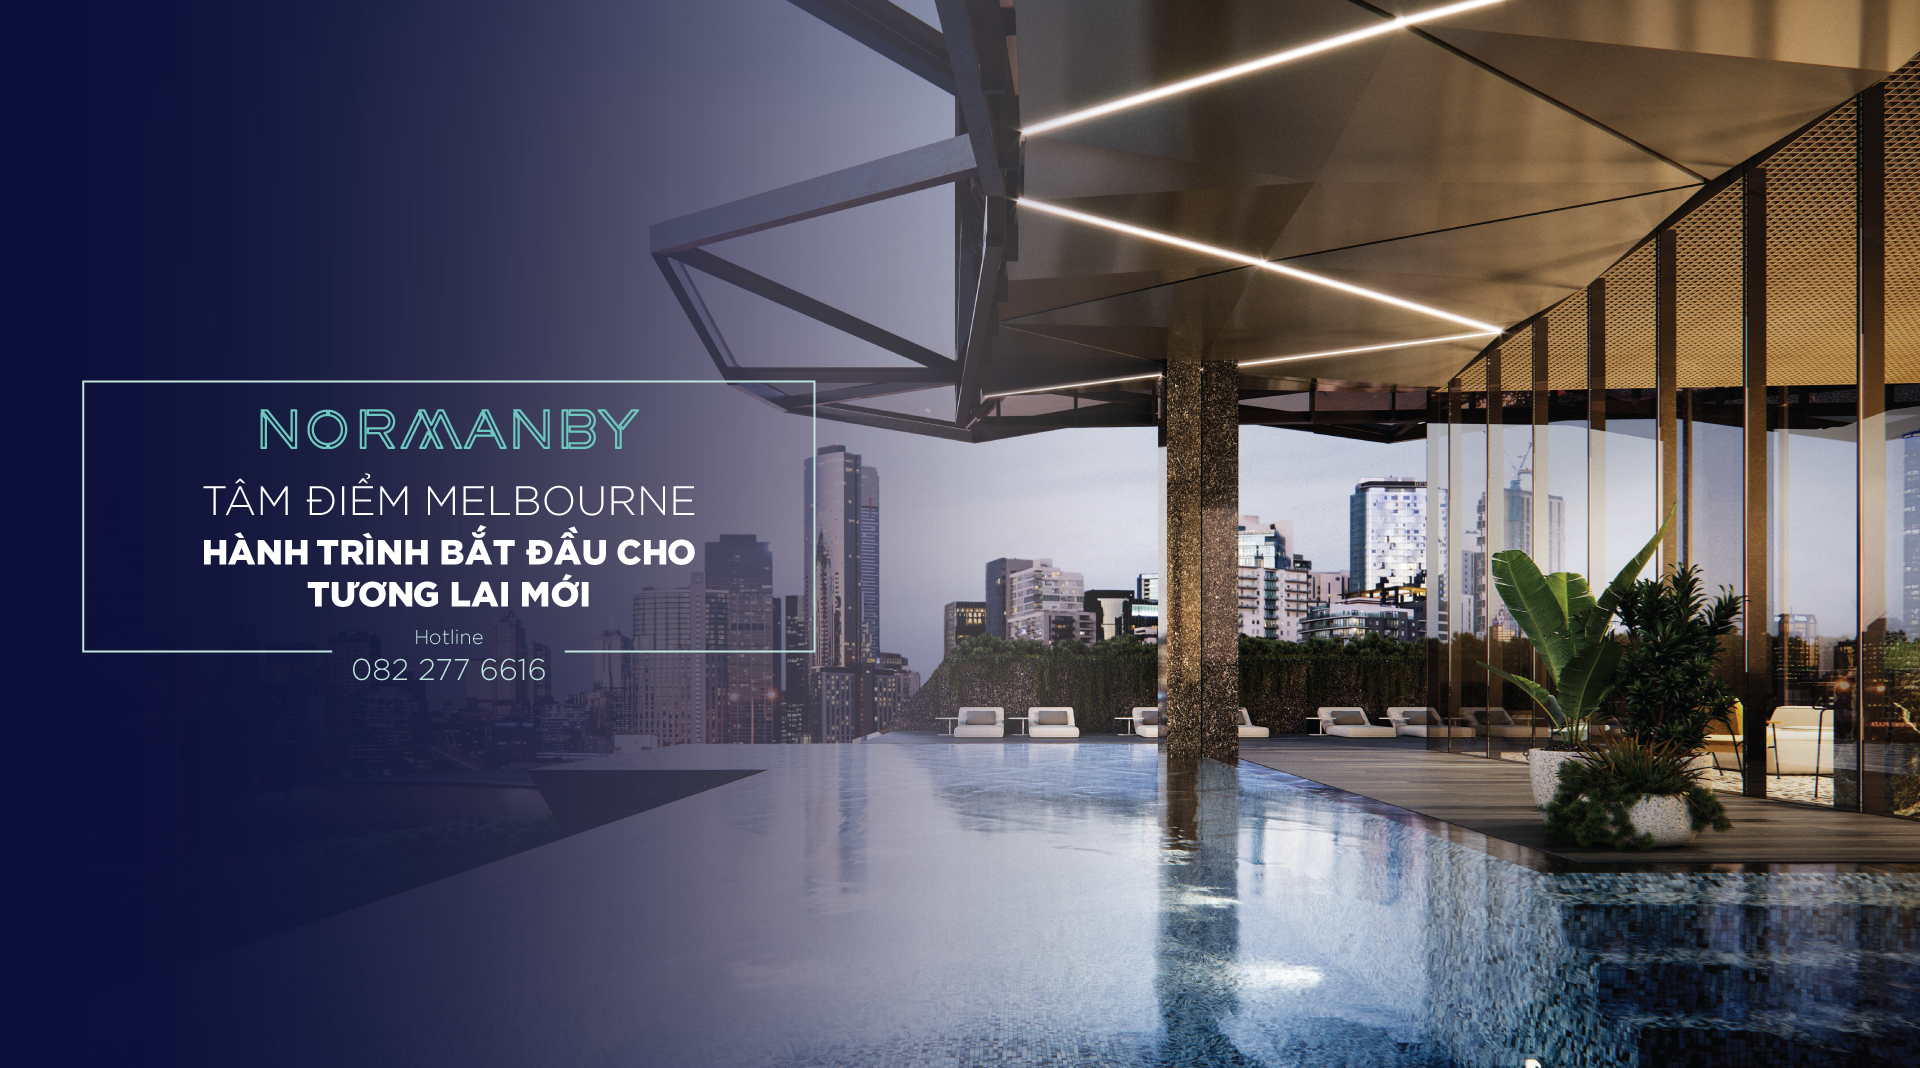 NORMANBY
TÂM ĐIỂM MELBOURNE
HÀNH TRÌNH BẮT ĐẦU CHO
TƯƠNG LAI MỚI
Hotline
082 277 6616